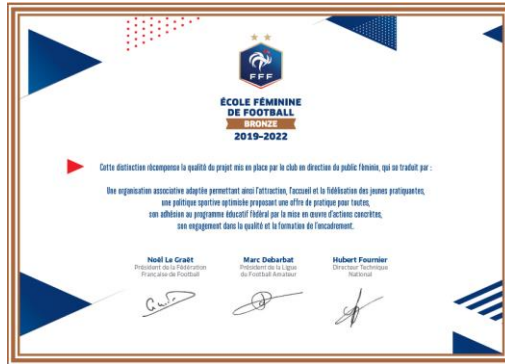 FFF
ÉCOLE FÉMININE
DE FOOTBALL
BRONZE
2019-2022
Cette distinction récompense la qualité du projet mis en place par le club en direction du public féminin, qui se traduit par :
Une organisation associative adaptée permettant ainsi l'attraction, l'accueil et la fidélisation des jeunes pratiquantes,
une politique sportive optimisée proposant une offre de pratique pour toutes,
son adhésion au programme éducatif fédéral par la mise en œuvre d'actions concrètes,
son engagement dans la qualité et la formation de l'encadrement.
Noël Le Graët
Président de la Fédération
Française de Football
Marc Debarbat
Président de la Ligue
du Football Amateur
Hubert Fournier
Directeur Technique
National